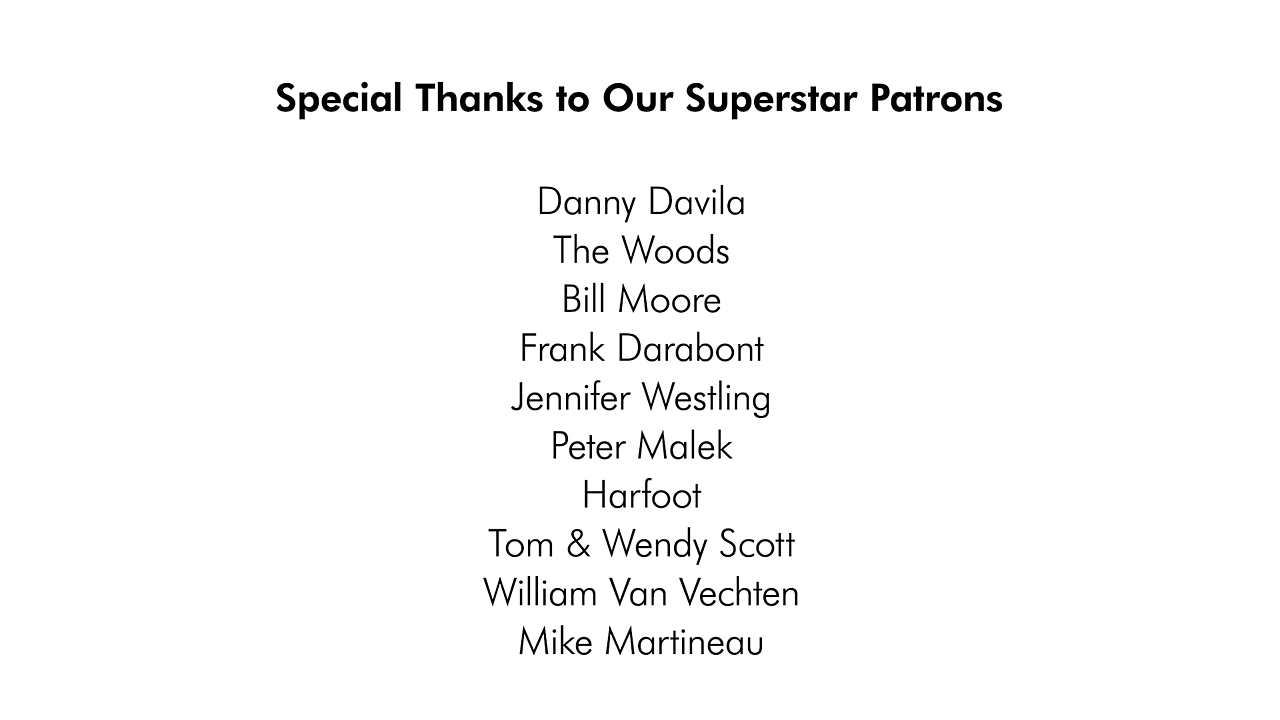 Special Thanks to Our Superstar Patrons
Danny Davila
The Woods
Bill Moore
Frank Darabont
Jennifer Westling
Peter Malek
Harfoot
Tom & Wendy Scott
William Van Vechten
Mike Martineau